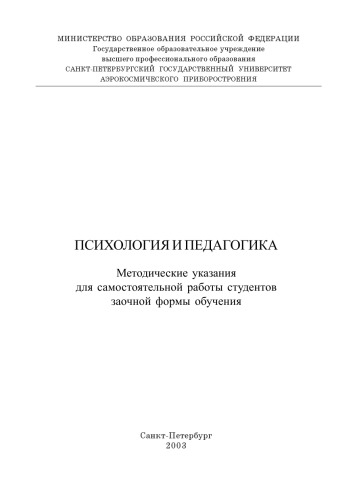 МИНИСТЕРСТВО ОБРАЗОВАНИЯ РОССИЙСКОЙ ФЕДЕРАЦИИ
Государственное образовательное учреждение
высшего профессионального образования
САНКТ-ПЕТЕРБУРГСКИЙ ГОСУДАРСТВЕННЫЙ УНИВЕРСИТЕТ
АЭРОКОСМИЧЕСКОГО ПРИБОРОСТРОЕНИЯ
ПСИХОЛОГИЯ И ПЕДАГОГИКА
Методические указания
для самостоятельной работы студентов
заочной формы обучения
Санкт-Петербург
2003